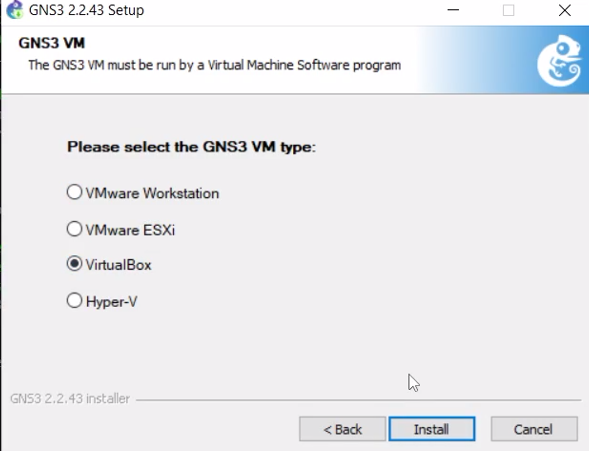 GNS3 2.2.43 Setup
GNS3 VM
The GNS3 VM must be run by a Virtual Machine Software program
Please select the GNS3 VM type:
VMware Workstation
VMware ESXi
VirtualBox
Hyper-V
GNS3 2.2.43 installer
< Back
Install
Cancel